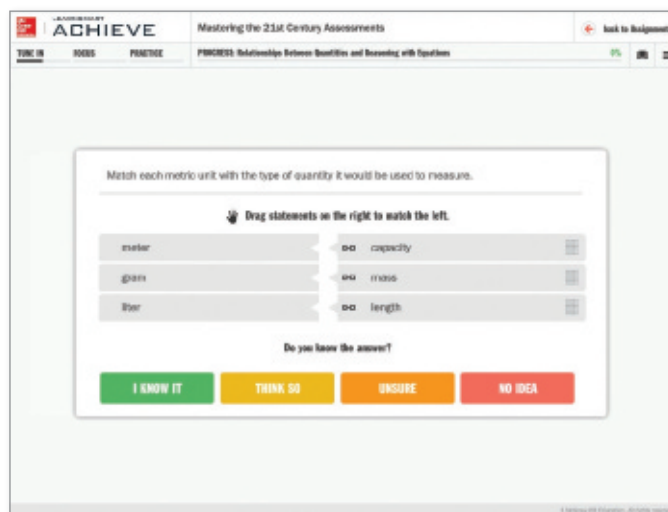 LEARNSMART
ACHIEVE
Mastering the 21st Century Assessments
back to Assignment
TUNE IN FOCUS PRACTICE
PROGRESS: Relationships Between Quantities and Reasoning with Equations
0%
Match each metric unit with the type of quantity it would be used to measure.
Drag statements on the right to match the left.
meter capacity
gram mass
liter length
Do you know the answer?
I KNOW IT THINK SO UNSURE NO IDEA